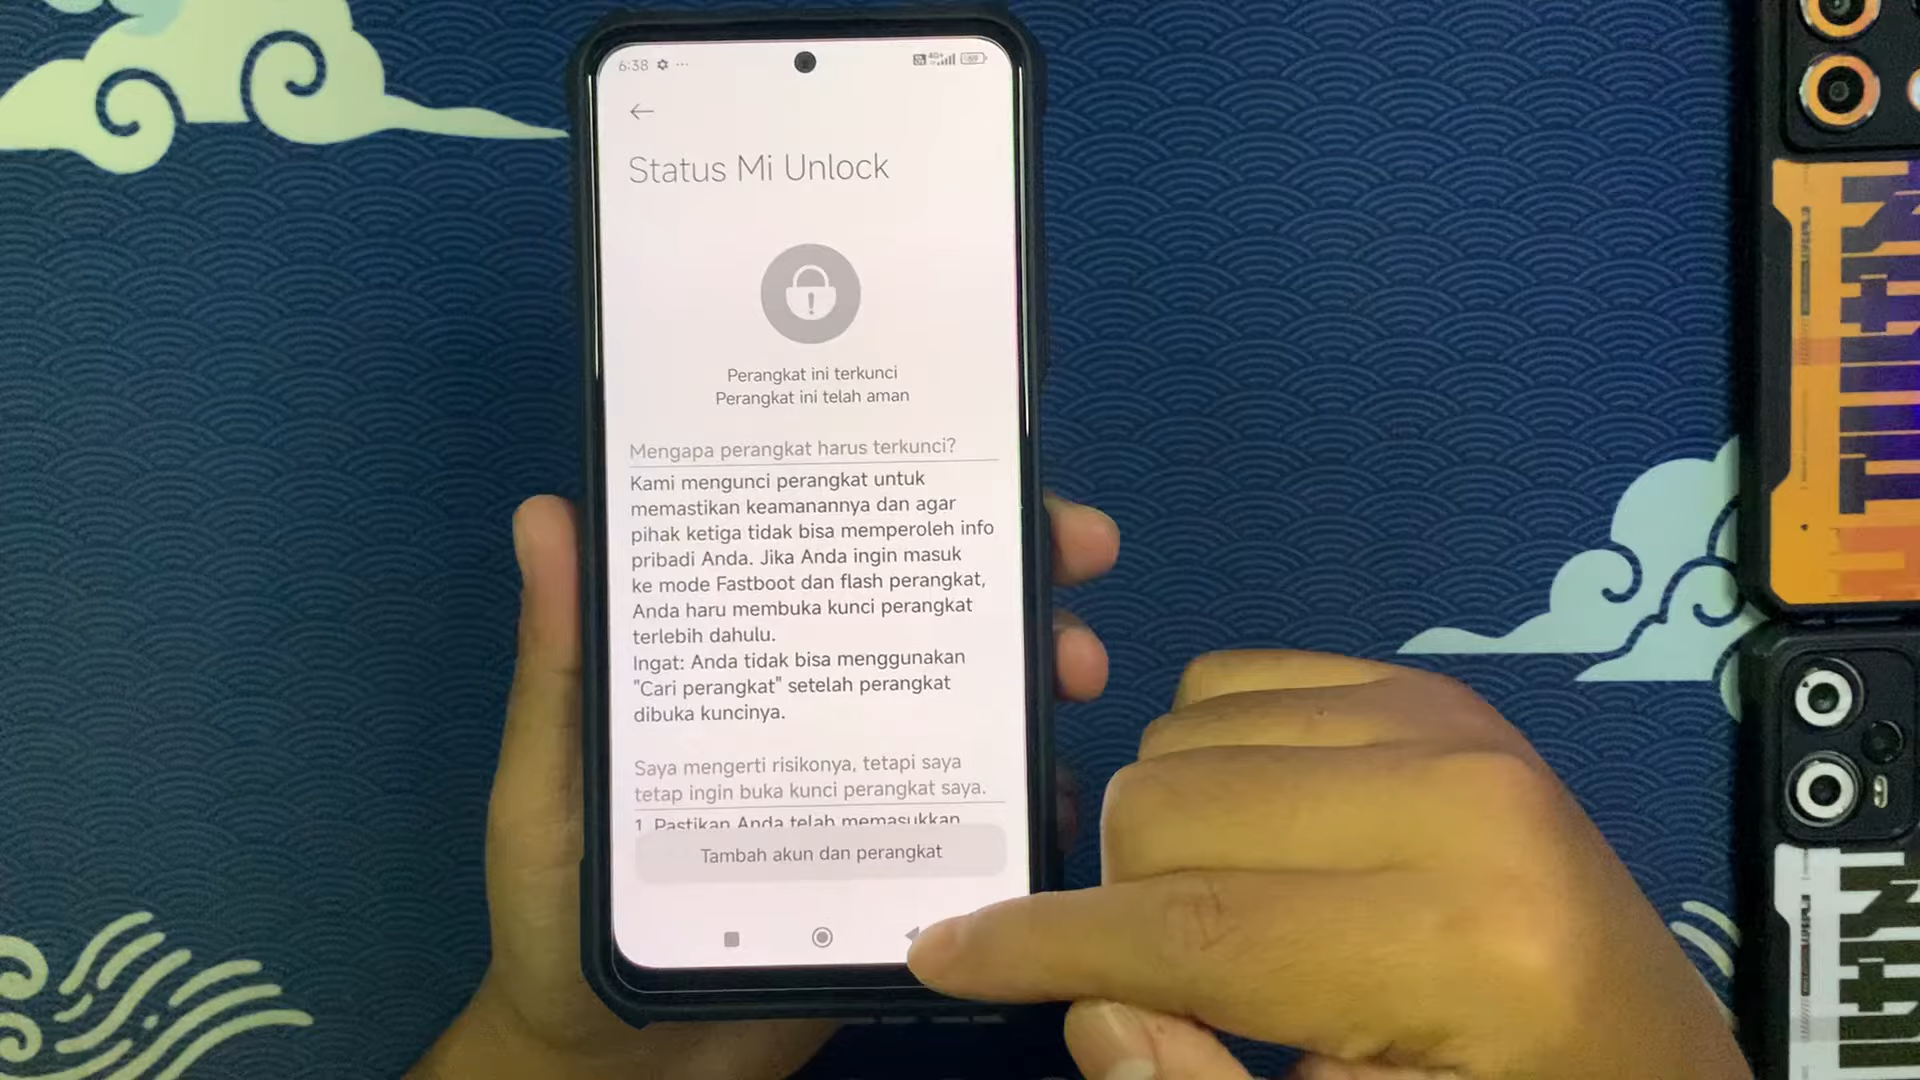 6:38
4G+
Status Mi Unlock
Perangkat ini terkunci
Perangkat ini telah aman
Mengapa perangkat harus terkunci?
Kami mengunci perangkat untuk
memastikan keamanannya dan agar
pihak ketiga tidak bisa memperoleh info
pribadi Anda. Jika Anda ingin masuk
ke mode Fastboot dan flash perangkat,
Anda haru membuka kunci perangkat
terlebih dahulu.
Ingat: Anda tidak bisa menggunakan
"Cari perangkat" setelah perangkat
dibuka kuncinya.
Saya mengerti risikonya, tetapi saya
tetap ingin buka kunci perangkat saya.
1. Pastikan Anda telah memasukkan
Tambah akun dan perangkat